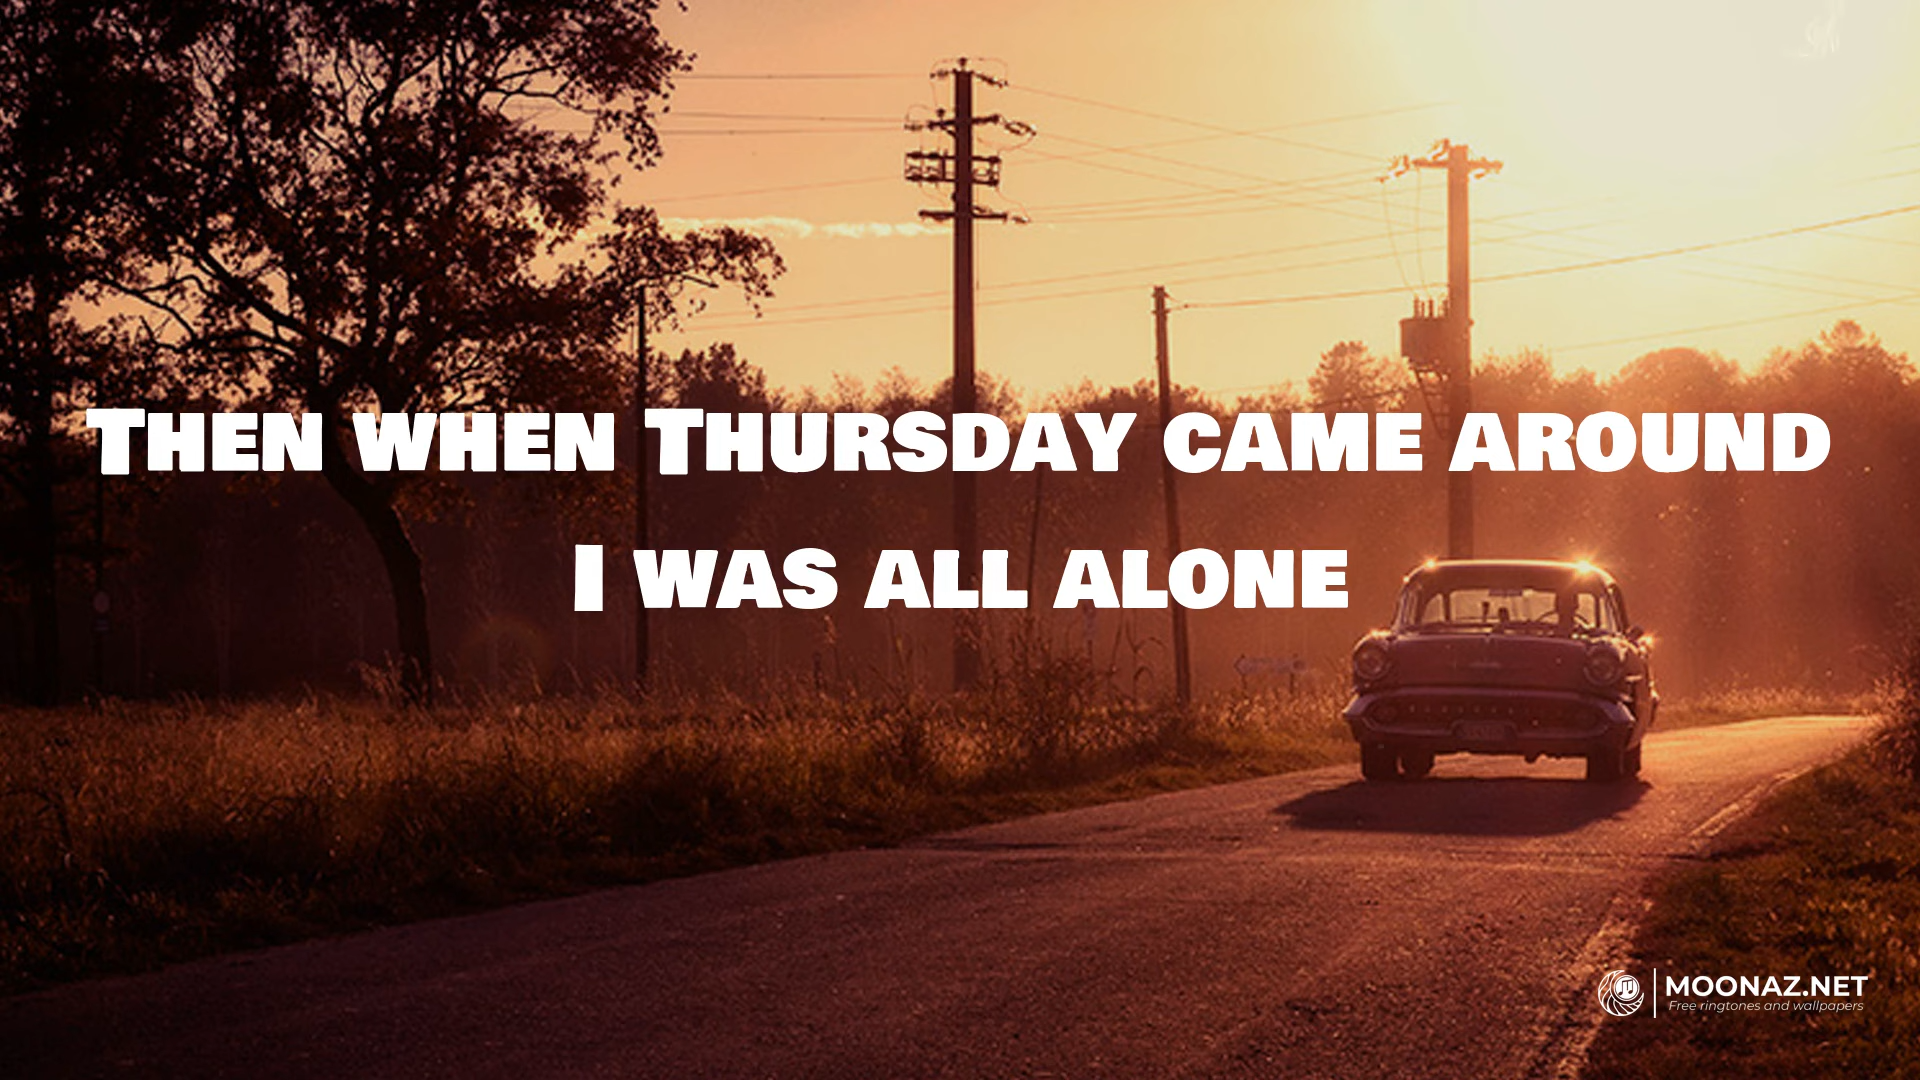 Then when Thursday came around
I was all alone
MOONAZ.NET
Free ringtones and wallpapers